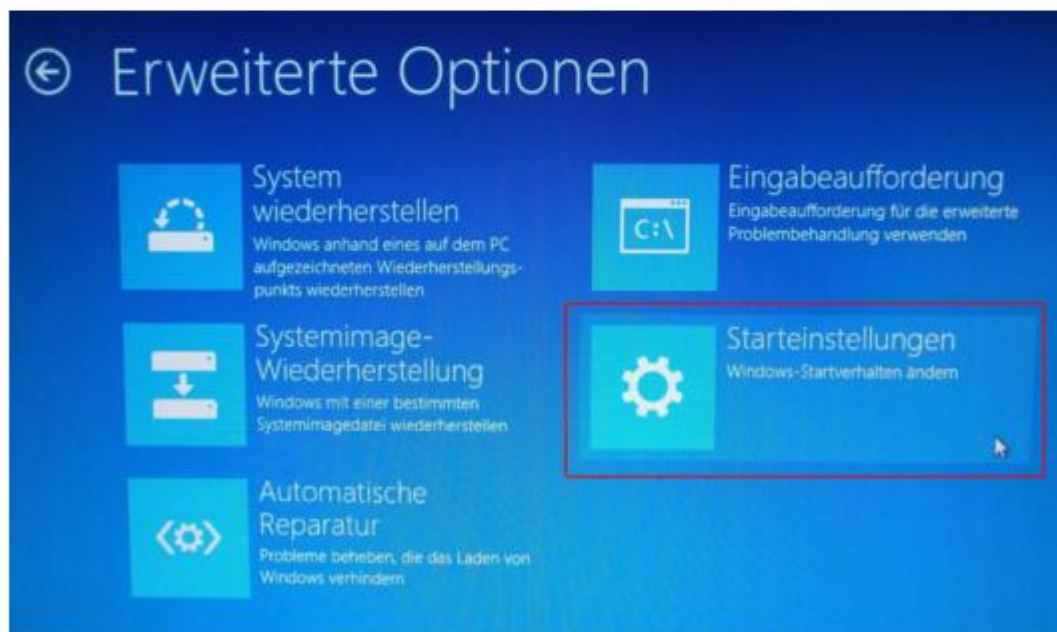 Erweiterte Optionen
System
wiederherstellen
Windows anhand eines auf dem PC
aufgezeichneten Wiederherstellungs-
punkts wiederherstellen
Systemimage-
Wiederherstellung
Windows mit einer bestimmten
Systemimagedatei wiederherstellen
Automatische
Reparatur
Probleme beheben, die das Laden von
Windows verhindern
C:\
Eingabeaufforderung
Eingabeaufforderung für die erweiterte
Problembehandlung verwenden
Starteinstellungen
Windows-Startverhalten ändern